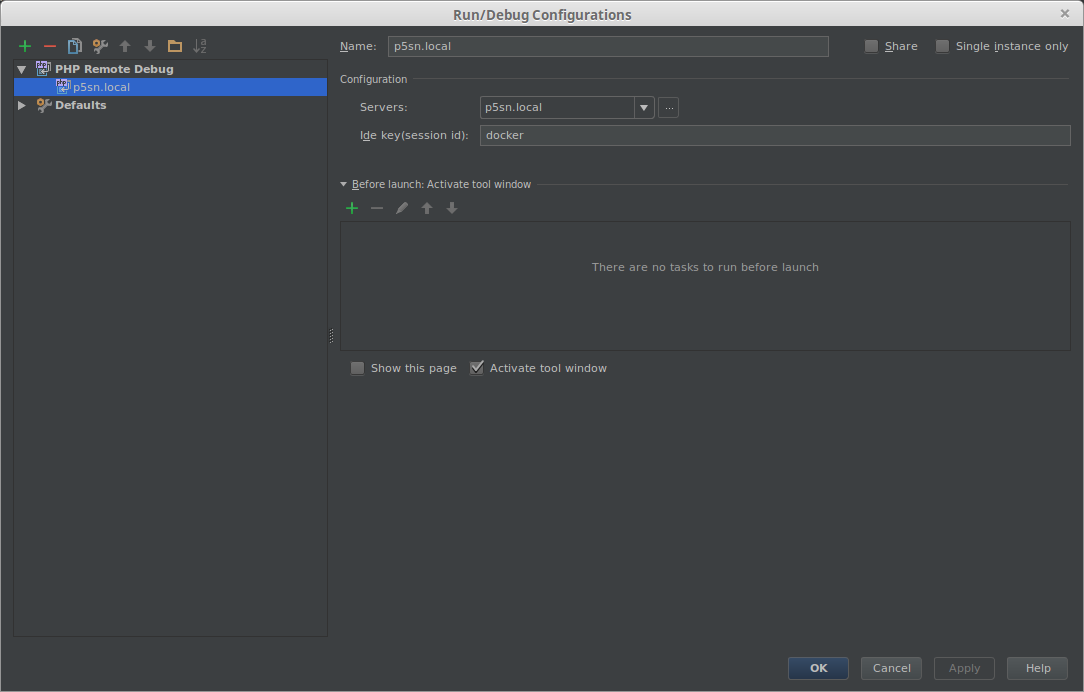 Run/Debug Configurations
PHP Remote Debug
p5sn.local
Defaults
Name: p5sn.local
Share
Single instance only
Configuration
Servers: p5sn.local ...
Ide key(session id): docker
Before launch: Activate tool window
There are no tasks to run before launch
Show this page
Activate tool window
OK
Cancel
Apply
Help